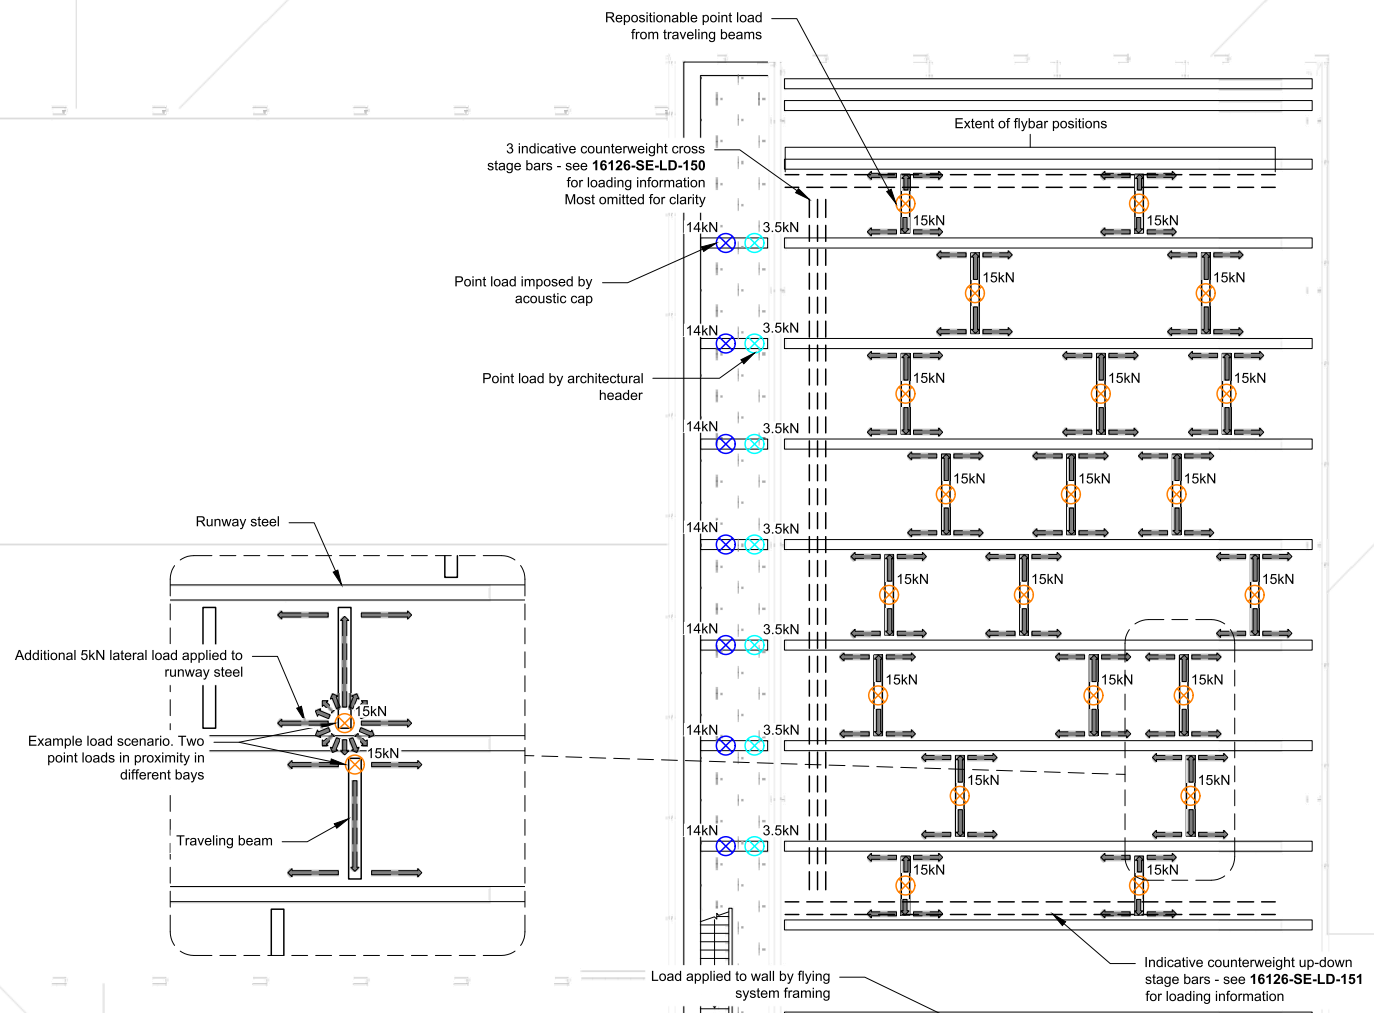 Repositionable point load
from traveling beams
Extent of flybar positions
3 indicative counterweight cross
stage bars - see 16126-SE-LD-150
for loading information
Most omitted for clarity
15kN
15kN
14kN
3.5kN
Point load imposed by
acoustic cap
15kN
15kN
14kN
3.5kN
Point load by architectural
header
15kN
15kN
15kN
14kN
3.5kN
15kN
15kN
15kN
14kN
3.5kN
Runway steel
15kN
15kN
15kN
14kN
3.5kN
Additional 5kN lateral load applied to
runway steel
15kN
15kN
15kN
15kN
Example load scenario. Two
point loads in proximity in
different bays
15kN
14kN
3.5kN
15kN
15kN
Traveling beam
14kN
3.5kN
15kN
15kN
Indicative counterweight up-down
stage bars - see 16126-SE-LD-151
for loading information
Load applied to wall by flying
system framing